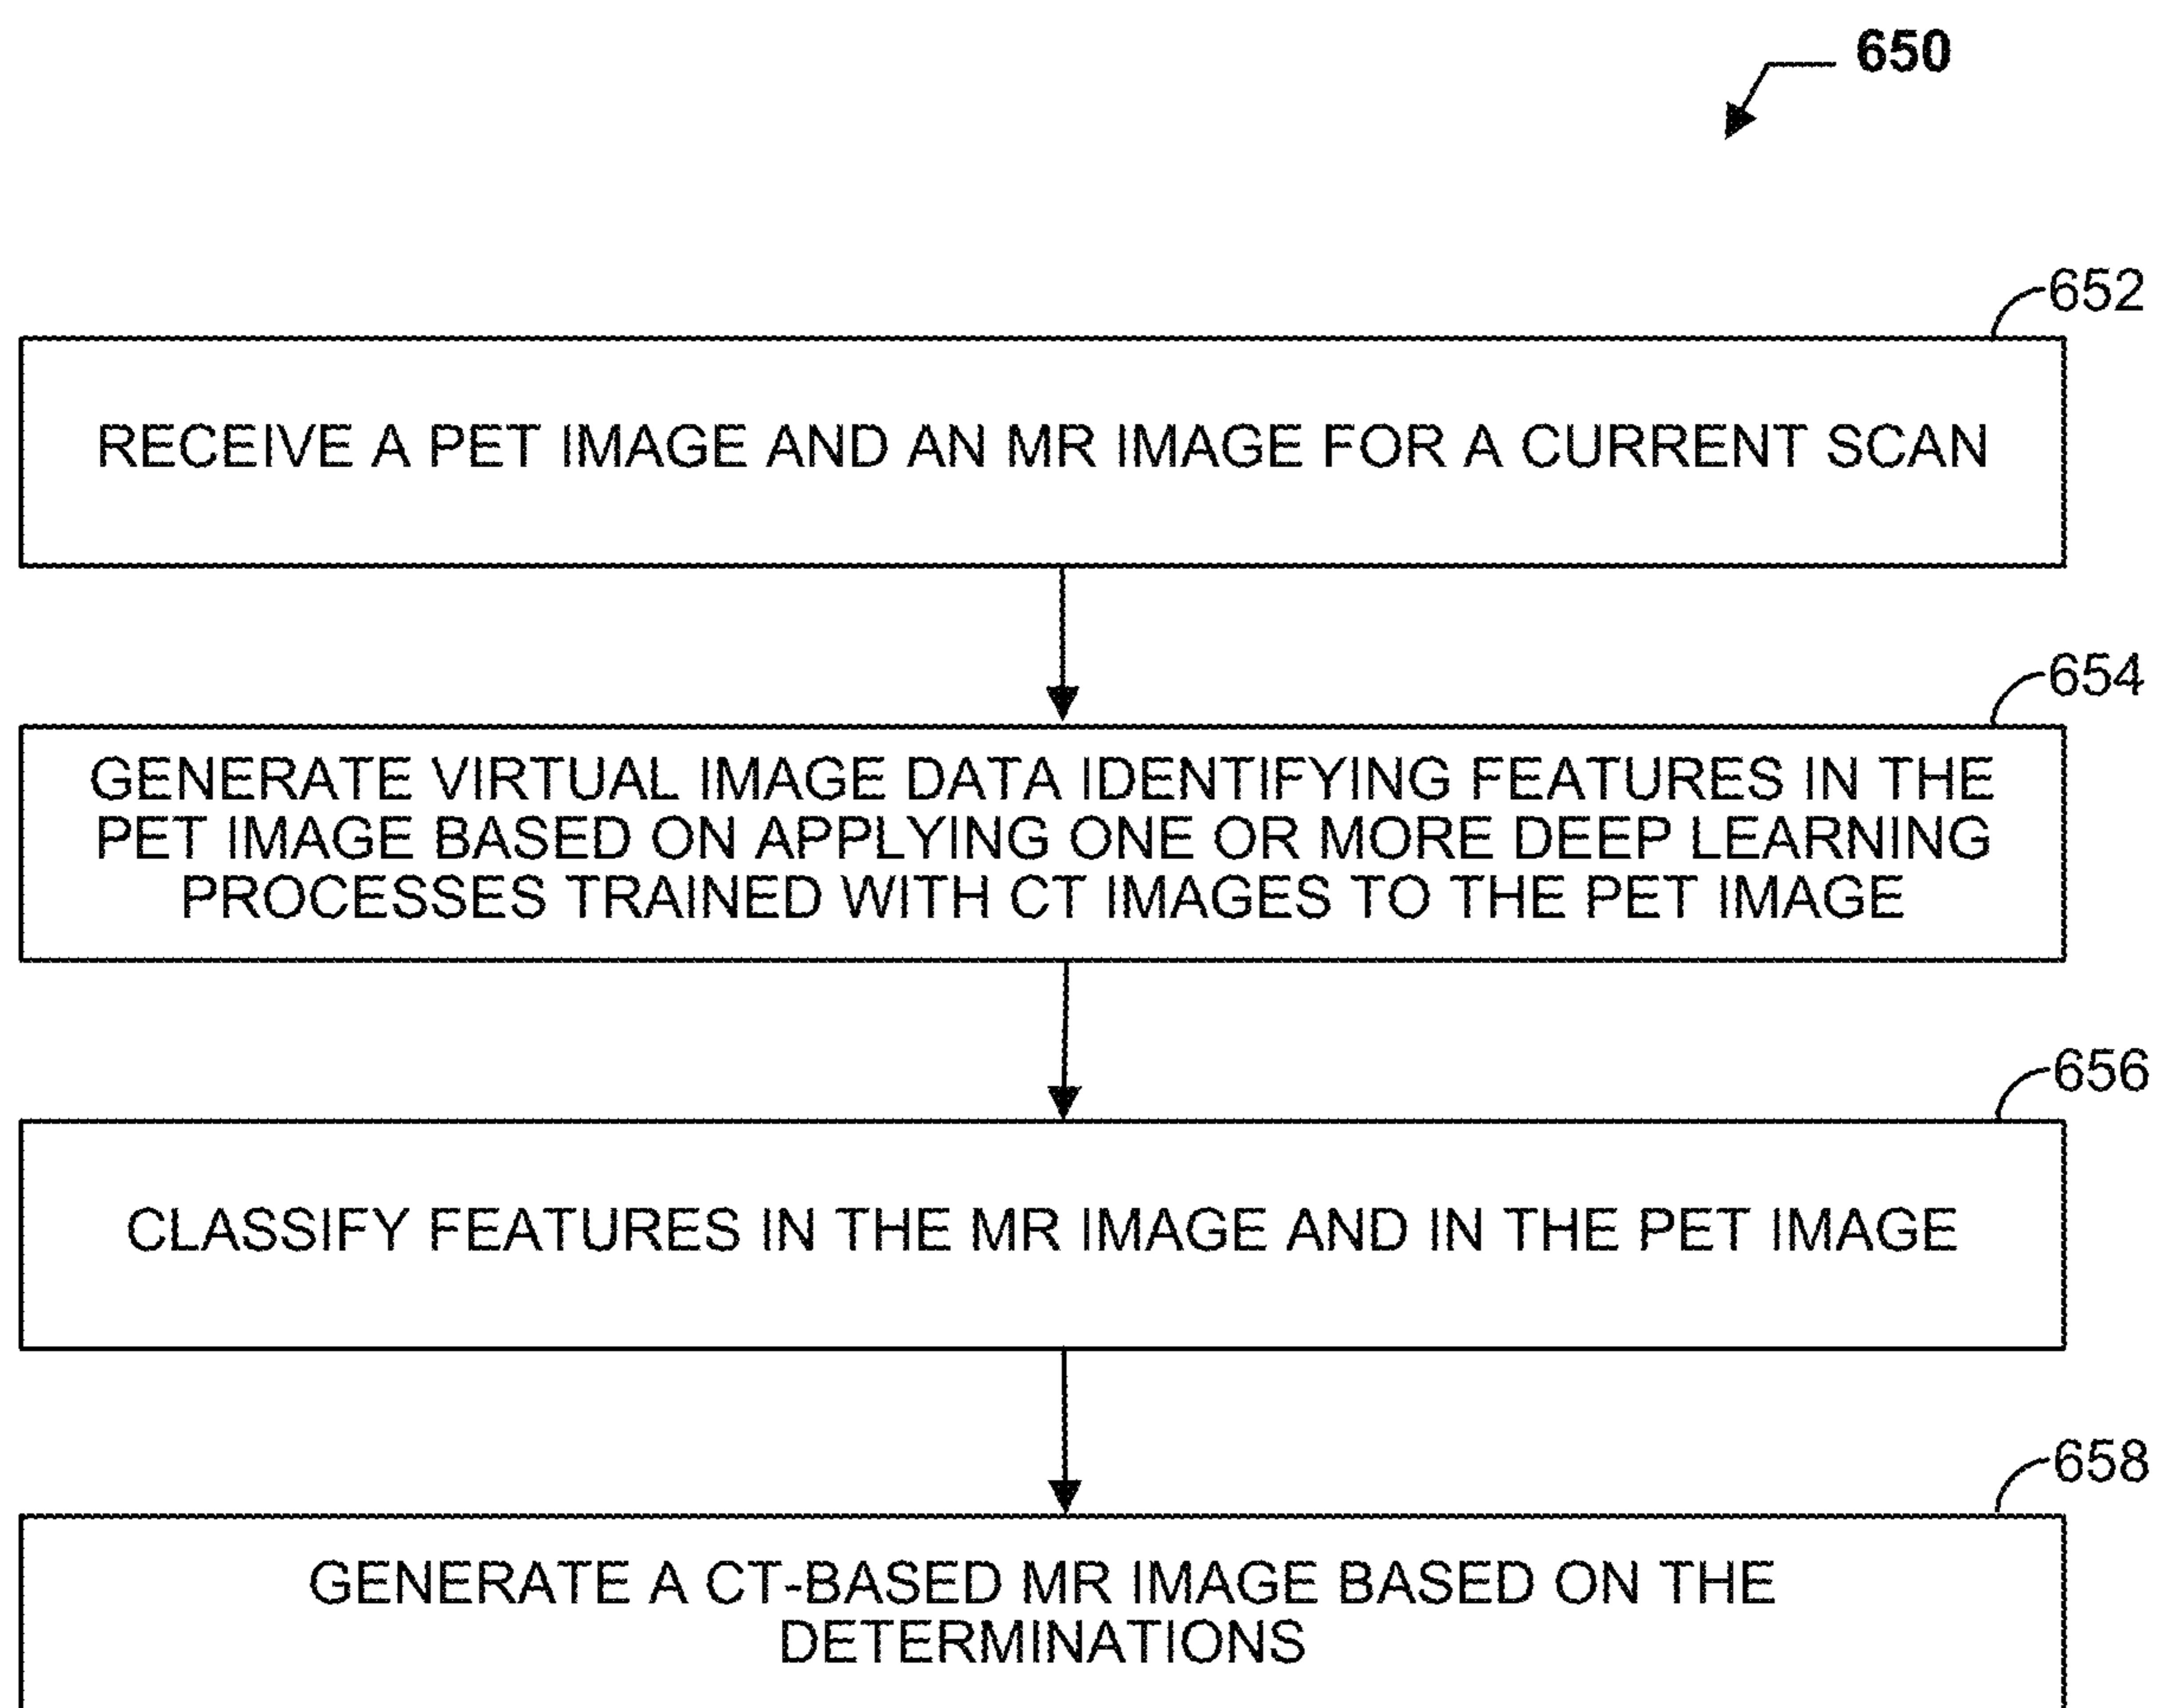 650
652
RECEIVE A PET IMAGE AND AN MR IMAGE FOR A CURRENT SCAN
654
GENERATE VIRTUAL IMAGE DATA IDENTIFYING FEATURES IN THE
PET IMAGE BASED ON APPLYING ONE OR MORE DEEP LEARNING
PROCESSES TRAINED WITH CT IMAGES TO THE PET IMAGE
656
CLASSIFY FEATURES IN THE MR IMAGE AND IN THE PET IMAGE
658
GENERATE A CT-BASED MR IMAGE BASED ON THE
DETERMINATIONS